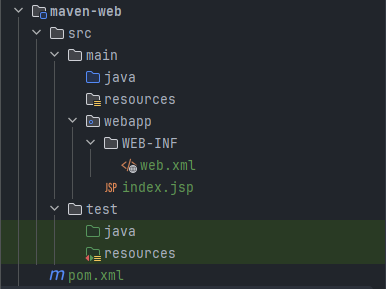 maven-web
src
main
java
resources
webapp
WEB-INF
web.xml
JSP index.jsp
test
java
resources
m pom.xml